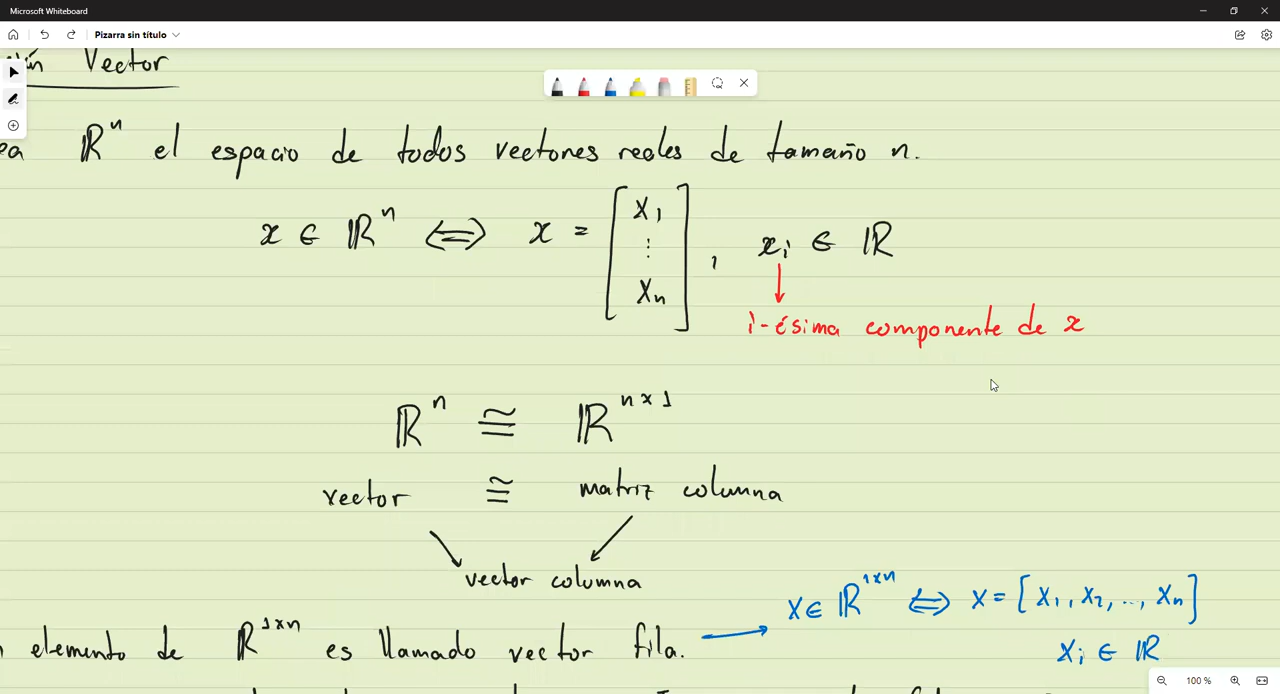 Microsoft Whiteboard
Pizarra sin título
Vector
ℝⁿ el espacio de todos vectores reales de tamaño n.
x ∈ ℝⁿ ⟺ x = [x₁ ⋮ xₙ] , xᵢ ∈ ℝ
i-ésima componente de x
ℝⁿ ≅ ℝⁿˣ¹
vector ≅ matriz columna
vector columna
x ∈ ℝ¹ˣⁿ ⟺ x = [x₁, x₂, ..., xₙ]
elemento de ℝ¹ˣⁿ es llamado vector fila.
xᵢ ∈ ℝ
100 %